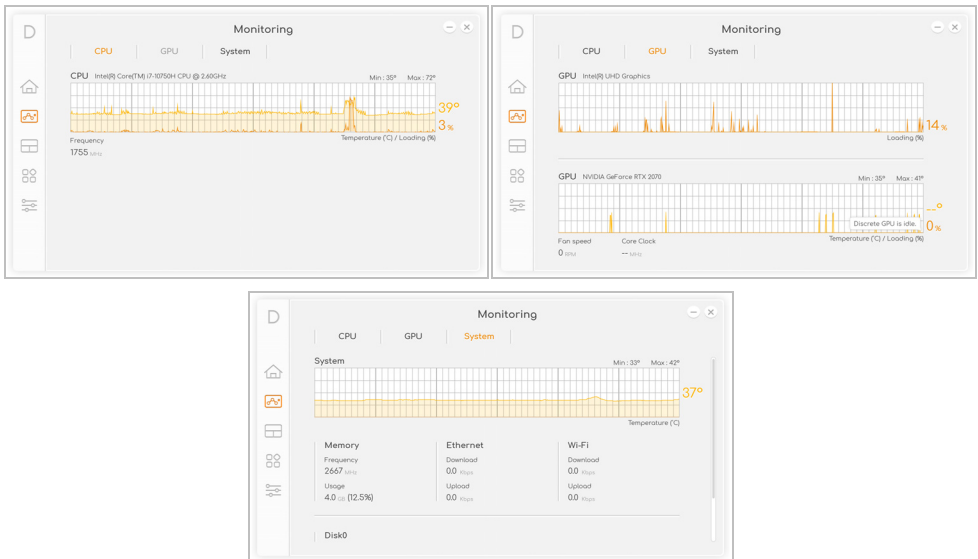 D
Monitoring
CPU GPU System
CPU Intel(R) Core(TM) i7-10750H CPU @ 2.60GHz Min : 35° Max : 72°
39°
3 %
Temperature (°C) / Loading (%)
Frequency
1755 MHz
D
Monitoring
CPU GPU System
GPU Intel(R) UHD Graphics
14 %
Loading (%)
GPU NVIDIA GeForce RTX 2070 Min : 35° Max : 41°
--°
Discrete GPU is idle.
0 %
Temperature (°C) / Loading (%)
Fan speed Core Clock
0 RPM -- MHz
D
Monitoring
CPU GPU System
System Min : 33° Max : 42°
37°
Temperature (°C)
Memory Ethernet Wi-Fi
Frequency Download Download
2667 MHz 0.0 Kbps 0.0 Kbps
Usage Upload Upload
4.0 GB (12.5%) 0.0 Kbps 0.0 Kbps
Disk0